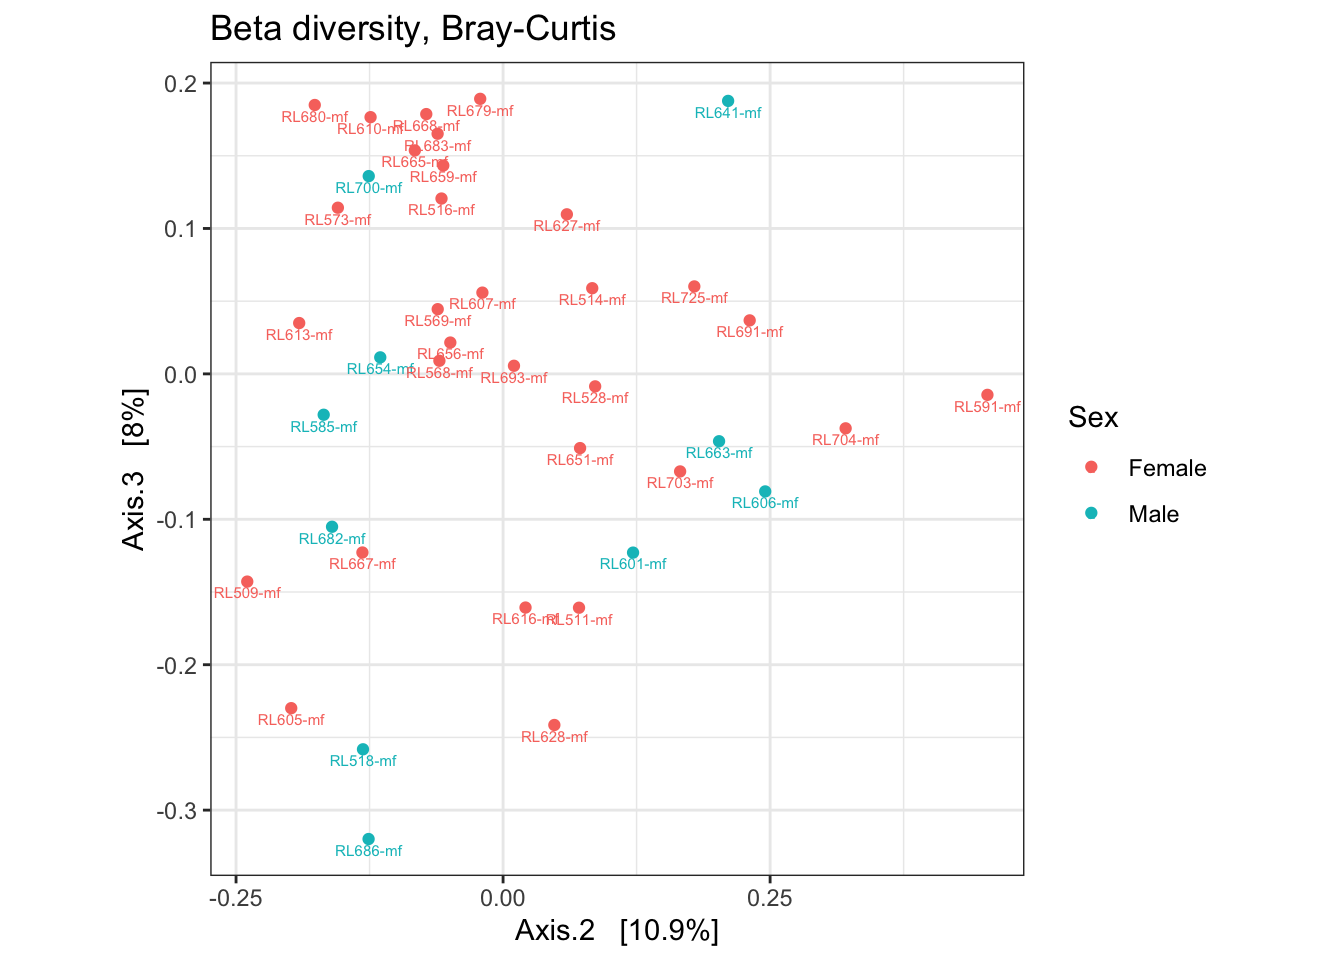 Beta diversity, Bray-Curtis
0.2
RL680-mf
RL679-mf
RL641-mf
RL610-mf
RL668-mf
RL683-mf
RL665-mf
RL659-mf
RL700-mf
RL516-mf
RL573-mf
0.1
RL627-mf
RL514-mf
RL725-mf
RL607-mf
RL569-mf
RL691-mf
RL613-mf
RL656-mf
0.0
RL654-mf
RL568-mf
RL693-mf
RL528-mf
RL591-mf
RL585-mf
RL704-mf
RL663-mf
RL651-mf
RL703-mf
RL606-mf
-0.1
RL682-mf
RL667-mf
RL601-mf
RL509-mf
RL616-mf
RL511-mf
-0.2
RL605-mf
RL628-mf
RL518-mf
-0.3
RL686-mf
-0.25
0.00
0.25
Axis.2 [10.9%]
Axis.3 [8%]
Sex
Female
Male